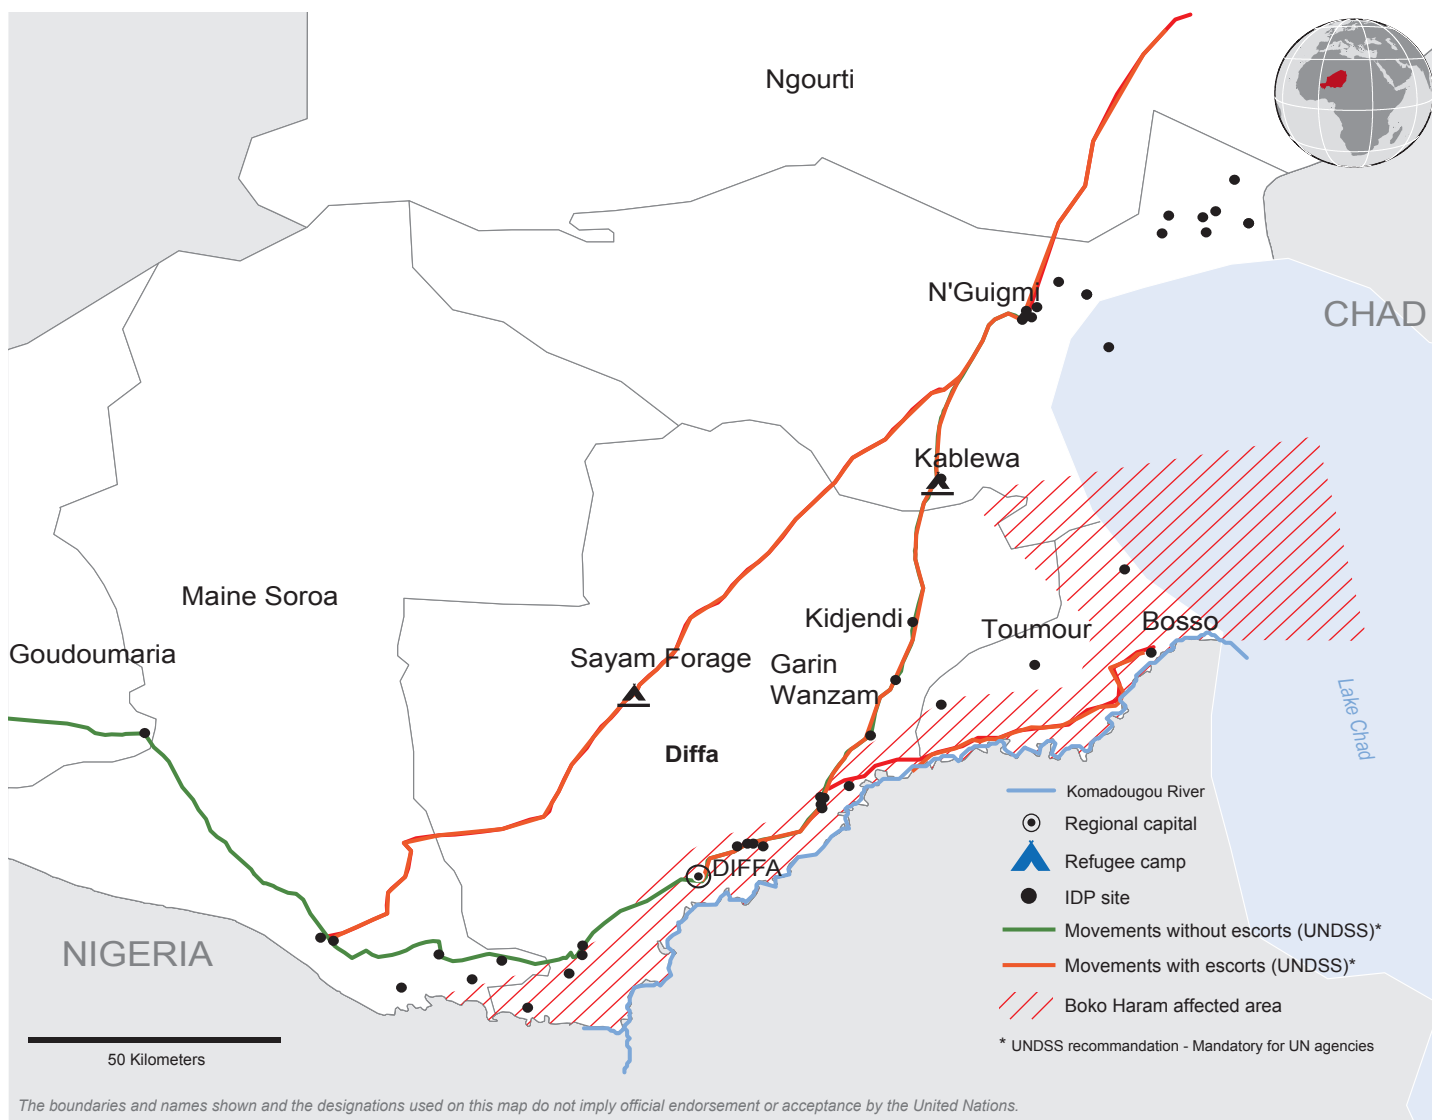 Ngourti
N'Guigmi
CHAD
Kablewa
Maine Soroa
Kidjendi
Toumour
Bosso
Goudoumaria
Sayam Forage
Garin
Wanzam
Lake Chad
Diffa
DIFFA
NIGERIA
Komadougou River
Regional capital
Refugee camp
IDP site
Movements without escorts (UNDSS)*
Movements with escorts (UNDSS)*
Boko Haram affected area
* UNDSS recommandation - Mandatory for UN agencies
50 Kilometers
The boundaries and names shown and the designations used on this map do not imply official endorsement or acceptance by the United Nations.